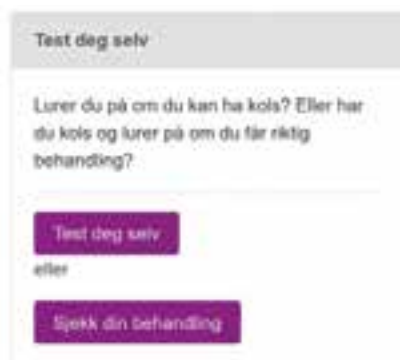 Test deg selv
Lurer du på om du kan ha kols? Eller har
du kols og lurer på om du får riktig
behandling?
Test deg selv
eller
Sjekk din behandling